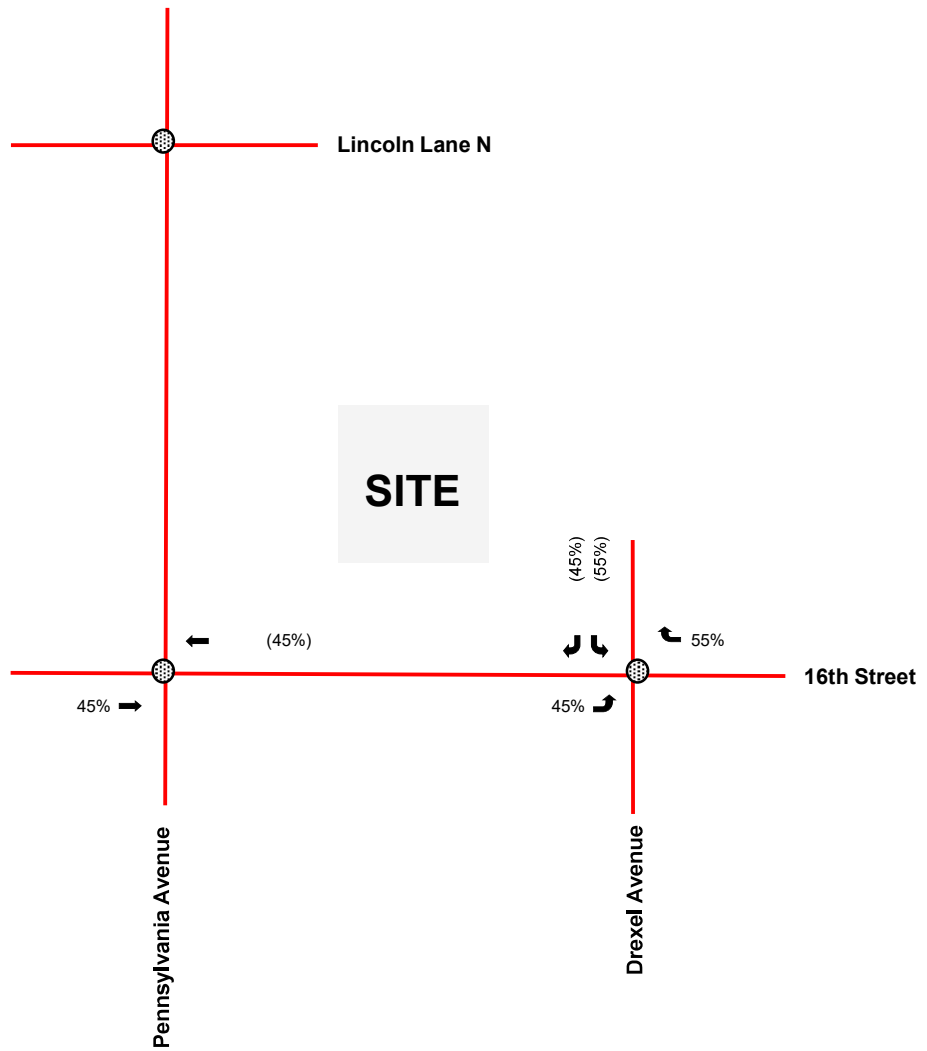 Lincoln Lane N
SITE
(45%)
(55%)
(45%)
55%
16th Street
45%
45%
Pennsylvania Avenue
Drexel Avenue